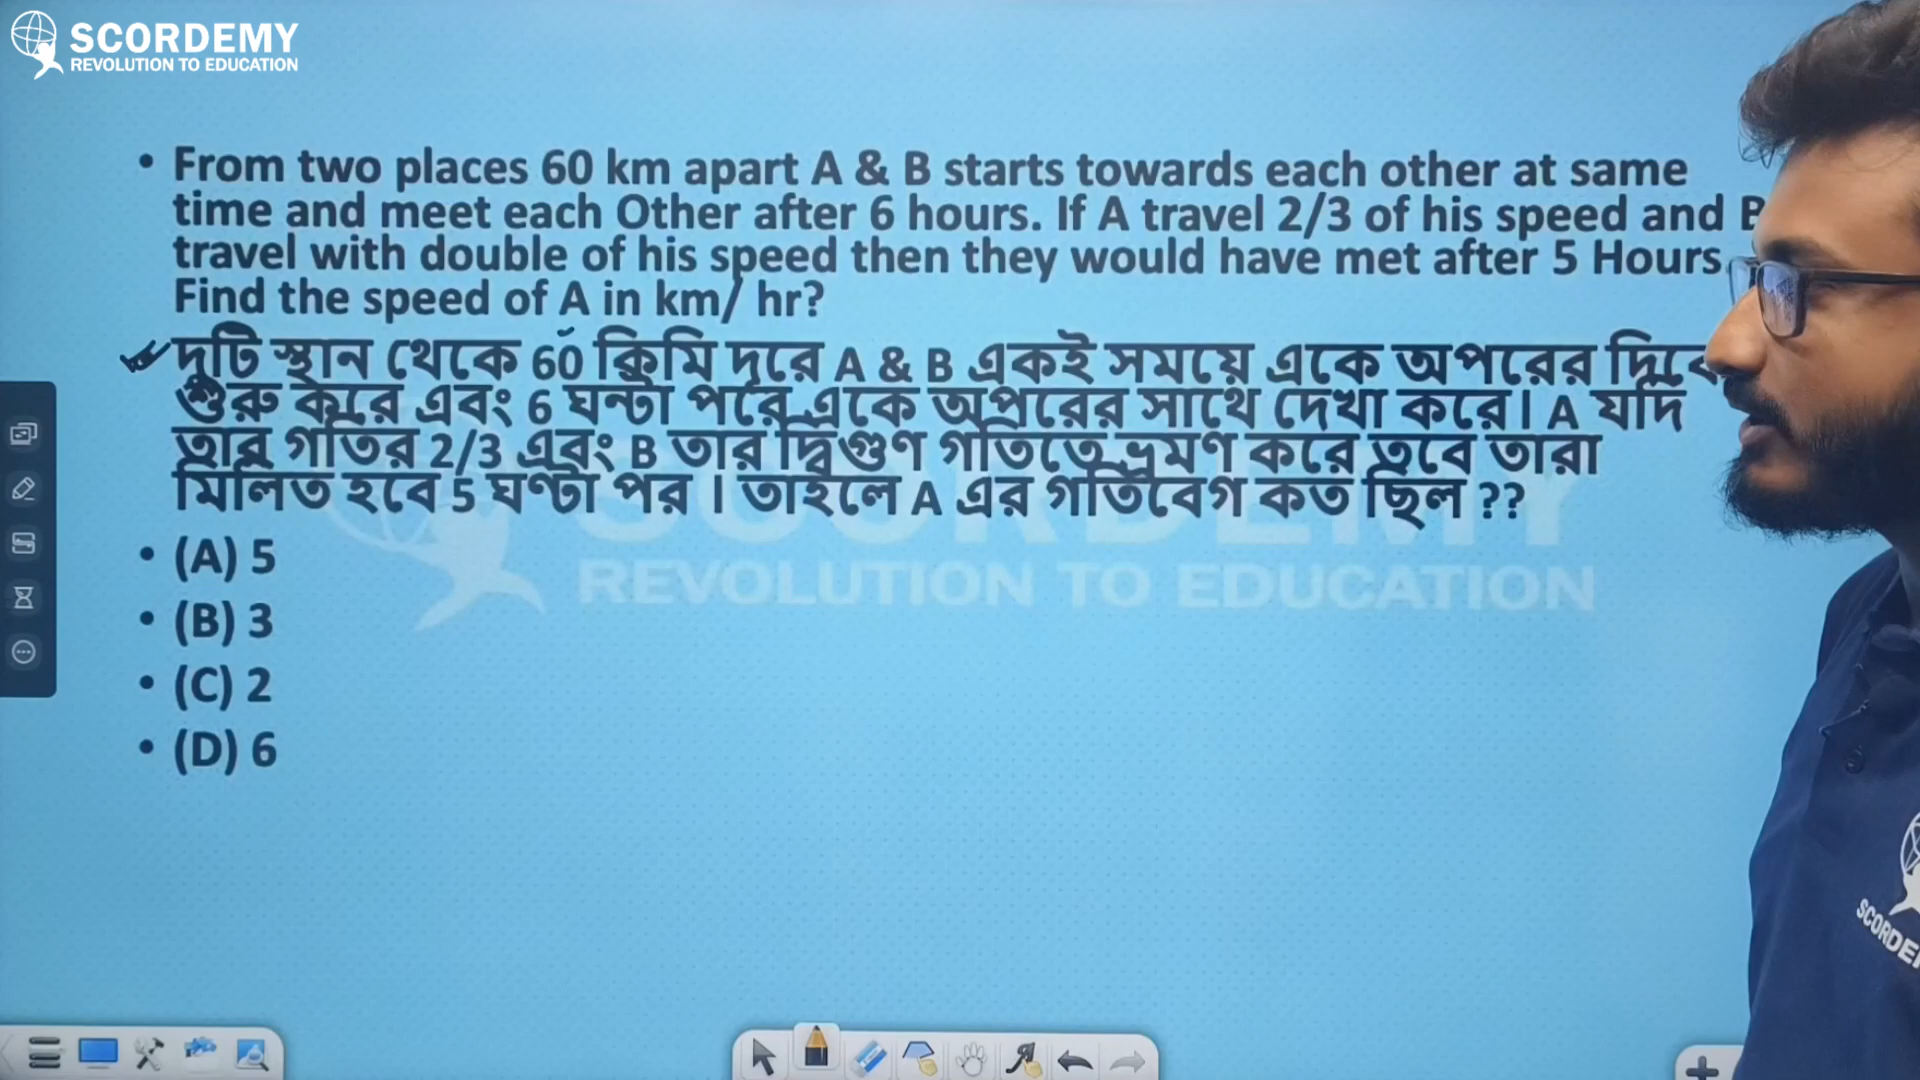 SCORDEMY
REVOLUTION TO EDUCATION
• From two places 60 km apart A & B starts towards each other at same
time and meet each Other after 6 hours. If A travel 2/3 of his speed and B
travel with double of his speed then they would have met after 5 Hours.
Find the speed of A in km/ hr?
দুটি স্থান থেকে 60 কিমি দূরে A & B একই সময়ে একে অপরের দিকে
শুরু করে এবং 6 ঘন্টা পরে একে অপরের সাথে দেখা করে। A যদি
তার গতির 2/3 এবং B তার দ্বিগুণ গতিতে ভ্রমণ করে তবে তারা
মিলিত হবে 5 ঘণ্টা পর । তাহলে A এর গতিবেগ কত ছিল ??
• (A) 5
• (B) 3
• (C) 2
• (D) 6
SCORDEMY
REVOLUTION TO EDUCATION